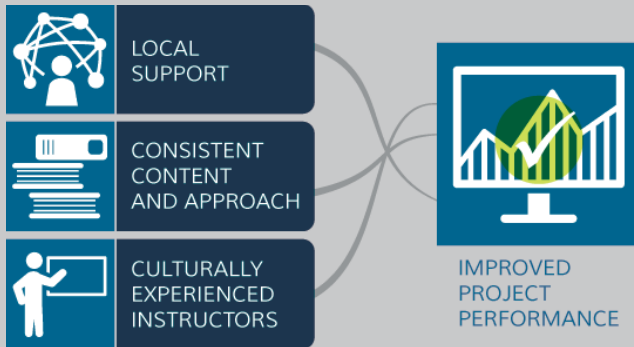 LOCAL
SUPPORT
CONSISTENT
CONTENT
AND APPROACH
CULTURALLY
EXPERIENCED
INSTRUCTORS
IMPROVED
PROJECT
PERFORMANCE